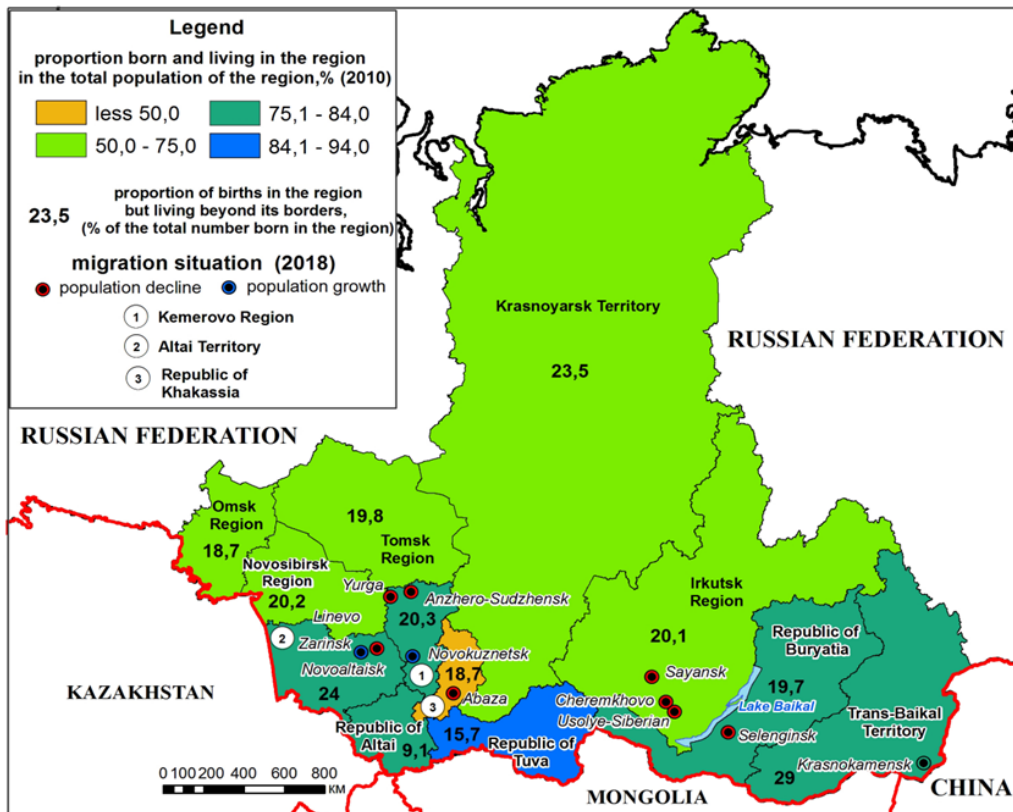 Legend
proportion born and living in the region
in the total population of the region,% (2010)
less 50,0
75,1 - 84,0
50,0 - 75,0
84,1 - 94,0
23,5
proportion of births in the region
but living beyond its borders,
(% of the total number born in the region)
migration situation (2018)
population decline
population growth
1
Kemerovo Region
2
Altai Territory
3
Republic of
Khakassia
Krasnoyarsk Territory
23,5
RUSSIAN FEDERATION
RUSSIAN FEDERATION
Omsk
Region
18,7
19,8
Tomsk
Region
Novosibirsk
Region
20,2
Yurga
Anzhero-Sudzhensk
Linevo
20,3
2
Zarinsk
Novoaltaisk
24
Novokuznetsk
1
18,7
Abaza
3
Republic of
Altai
9,1
15,7
Republic of
Tuva
Irkutsk
Region
20,1
Sayansk
Cheremkhovo
Usolye-Siberian
Republic of
Buryatia
19,7
Lake Baikal
Selenginsk
Trans-Baikal
Territory
29
Krasnokamensk
KAZAKHSTAN
MONGOLIA
CHINA
0 100 200 400 600 800
KM